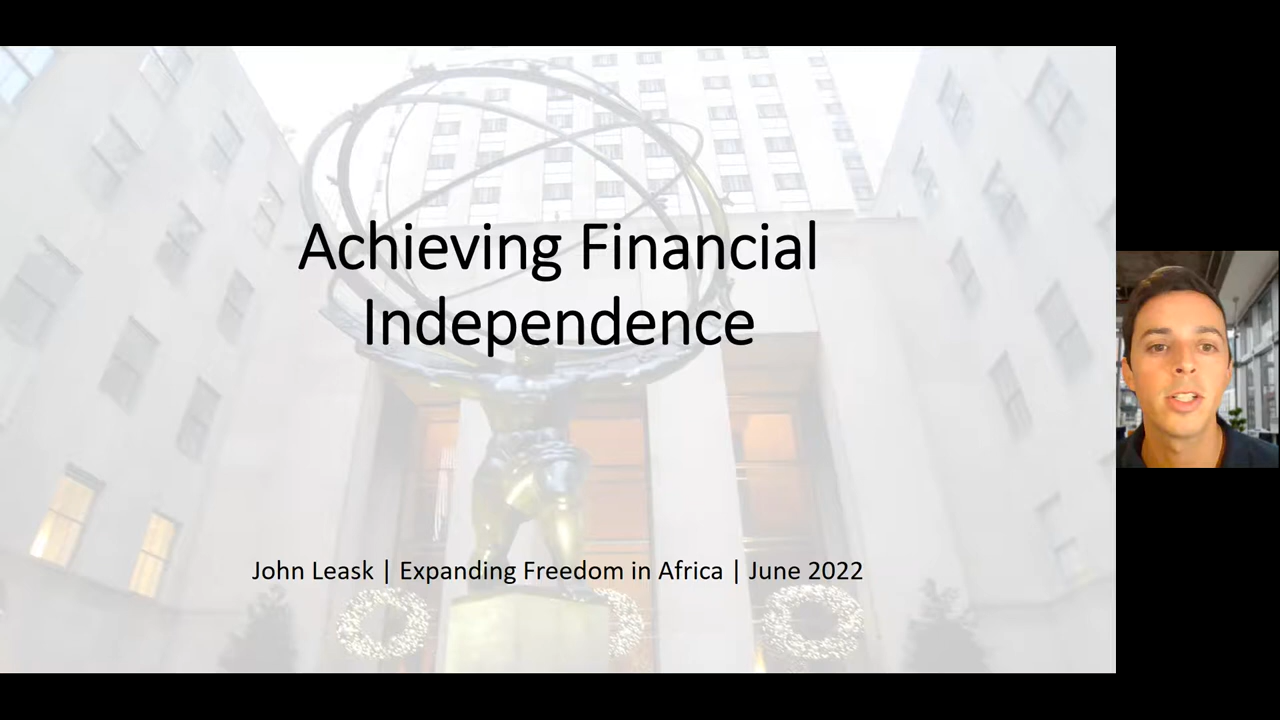 Achieving Financial
Independence
John Leask | Expanding Freedom in Africa | June 2022